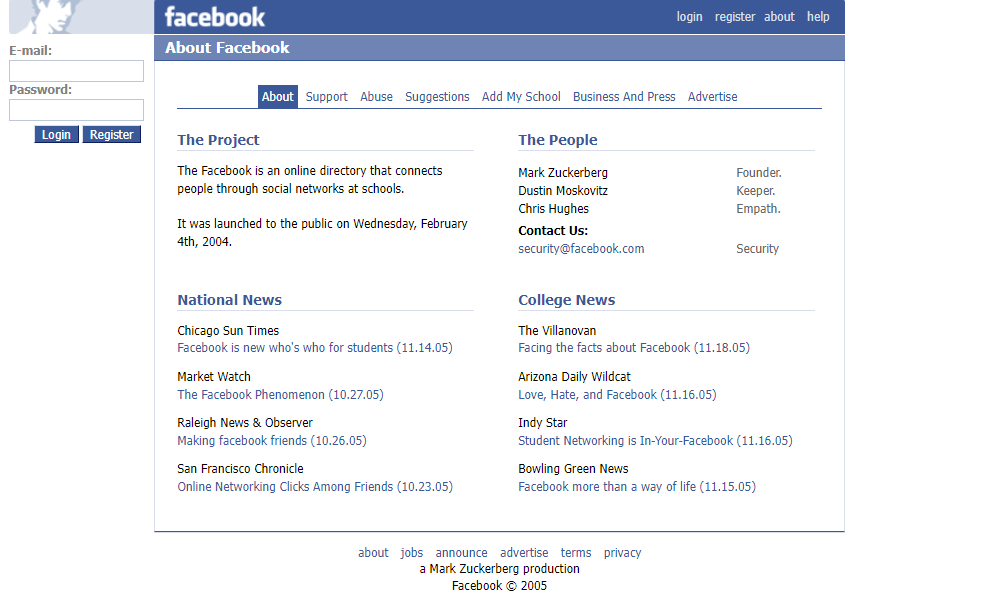 facebook
login register about help
E-mail:
Password:
Login Register
About Facebook
About Support Abuse Suggestions Add My School Business And Press Advertise
The Project
The Facebook is an online directory that connects
people through social networks at schools.
It was launched to the public on Wednesday, February
4th, 2004.
The People
Mark Zuckerberg Founder.
Dustin Moskovitz Keeper.
Chris Hughes Empath.
Contact Us:
security@facebook.com Security
National News
Chicago Sun Times
Facebook is new who's who for students (11.14.05)
Market Watch
The Facebook Phenomenon (10.27.05)
Raleigh News & Observer
Making facebook friends (10.26.05)
San Francisco Chronicle
Online Networking Clicks Among Friends (10.23.05)
College News
The Villanovan
Facing the facts about Facebook (11.18.05)
Arizona Daily Wildcat
Love, Hate, and Facebook (11.16.05)
Indy Star
Student Networking is In-Your-Facebook (11.16.05)
Bowling Green News
Facebook more than a way of life (11.15.05)
about jobs announce advertise terms privacy
a Mark Zuckerberg production
Facebook © 2005